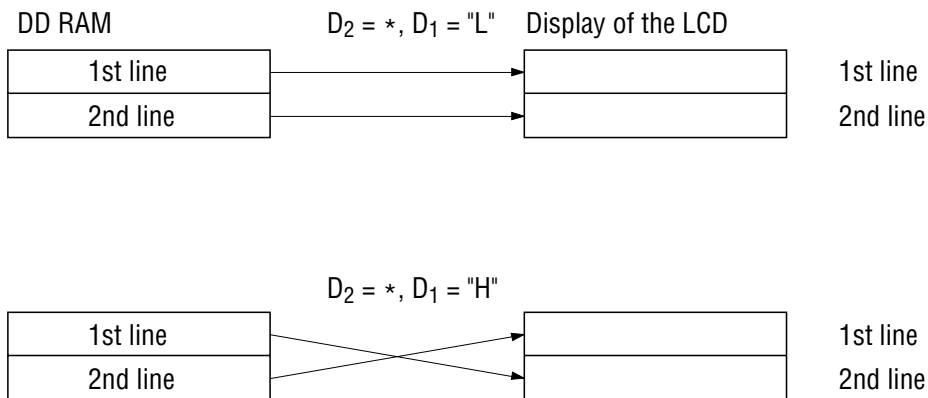 DD RAM D₂ = *, D₁ = "L" Display of the LCD
1st line 1st line
2nd line 2nd line
D₂ = *, D₁ = "H"
1st line 1st line
2nd line 2nd line